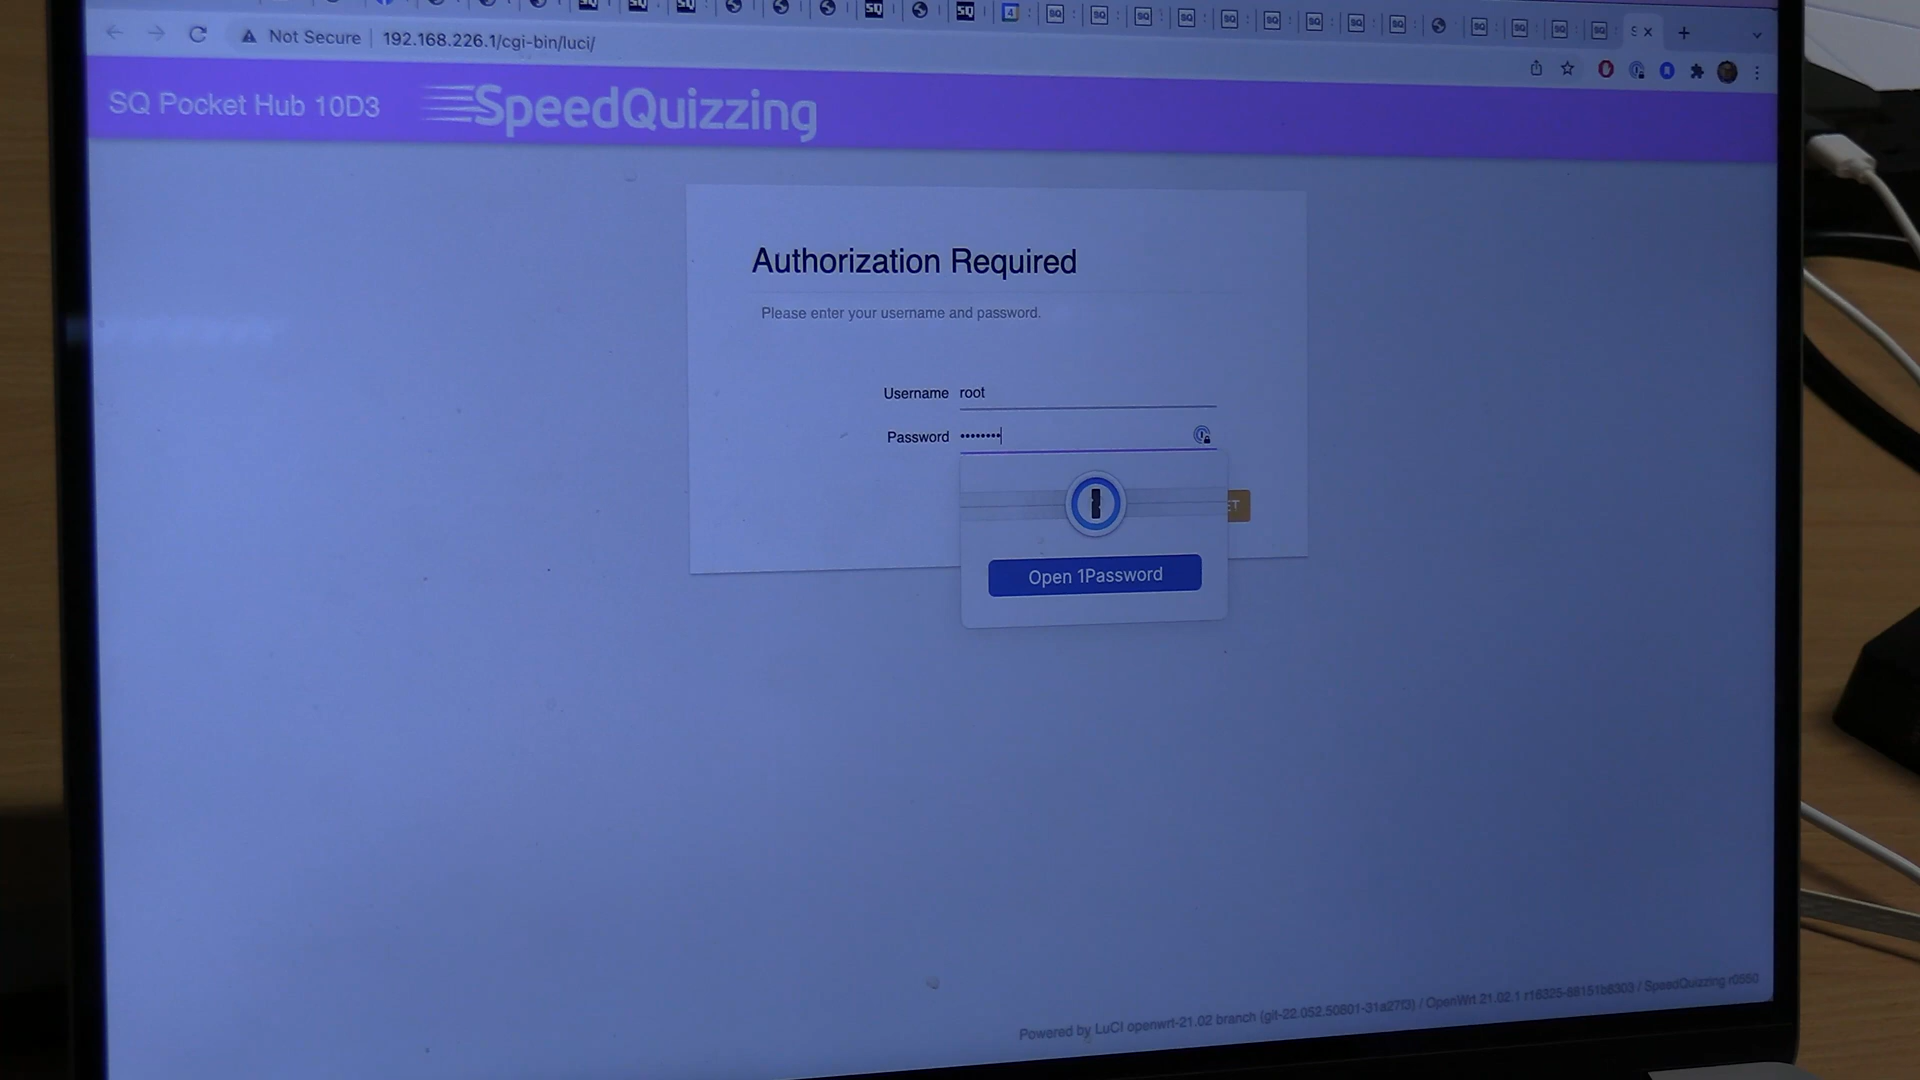 Not Secure | 192.168.226.1/cgi-bin/luci/
SQ Pocket Hub 10D3
SpeedQuizzing
Authorization Required
Please enter your username and password.
Username root
Password ••••••••
ET
Open 1Password
Powered by LuCI openwrt-21.02 branch (git-22.052.50801-31a27f3) / OpenWrt 21.02.1 r16325-88151b8303 / SpeedQuizzing r0550